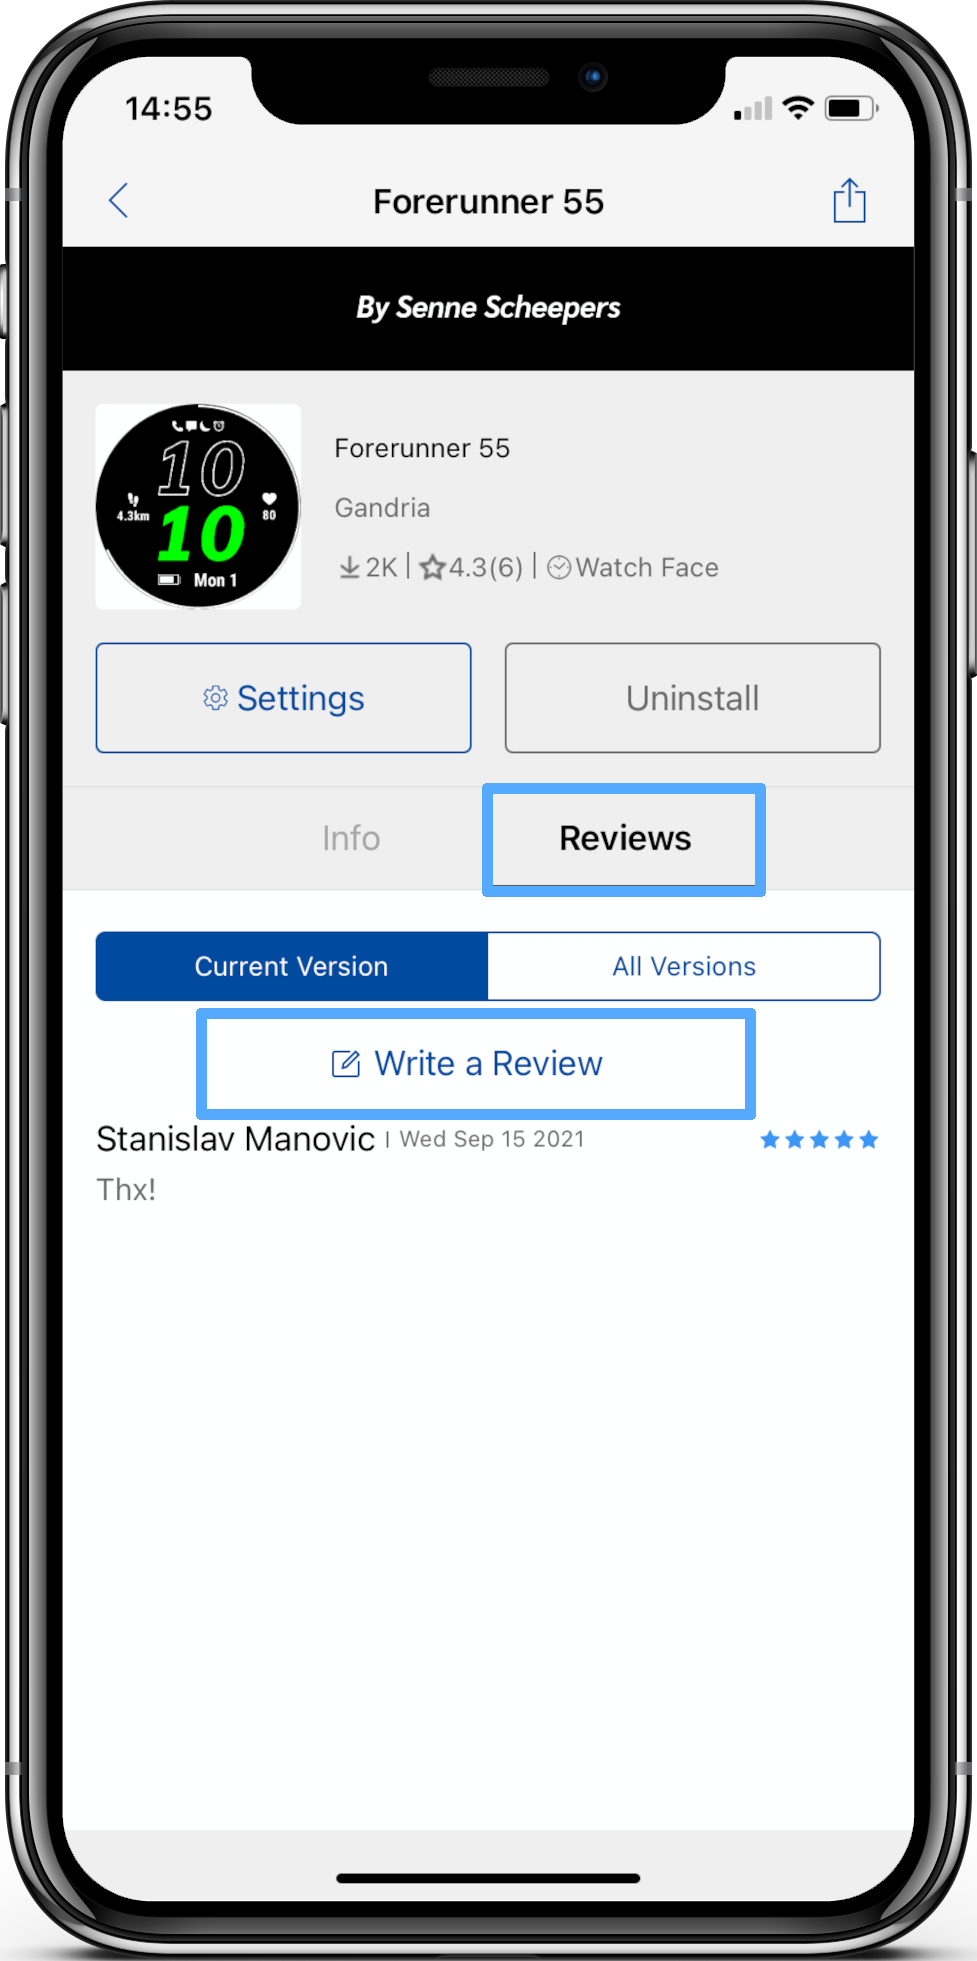 14:55
Forerunner 55
By Senne Scheepers
10
4.3km 10 80
Mon 1
Forerunner 55
Gandria
2K | 4.3(6) | Watch Face
Settings Uninstall
Info Reviews
Current Version All Versions
Write a Review
Stanislav Manovic | Wed Sep 15 2021
Thx!